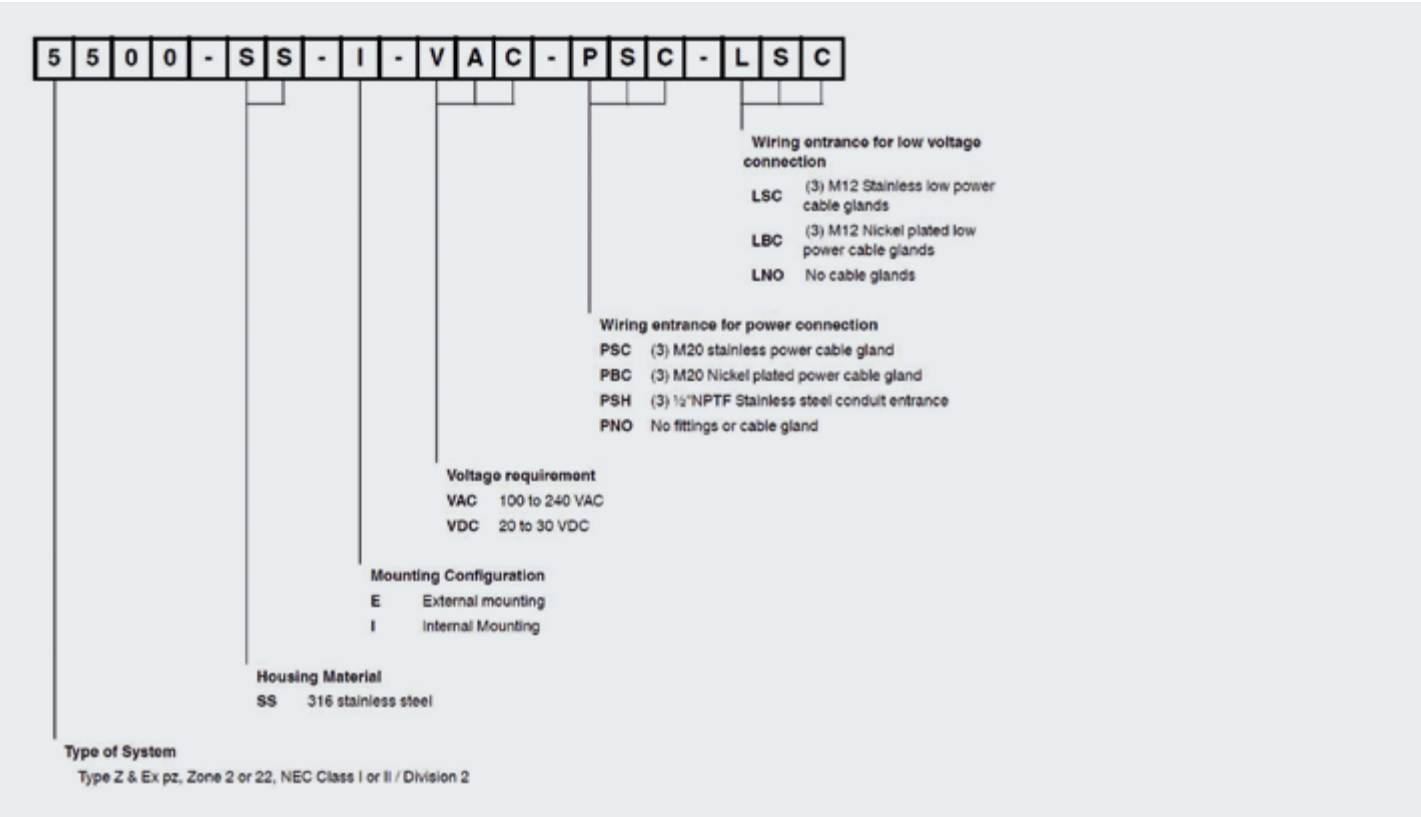 5500-SS-I-VAC-PSC-LSC
Wiring entrance for low voltage
connection
LSC (3) M12 Stainless low power
cable glands
LBC (3) M12 Nickel plated low
power cable glands
LNO No cable glands
Wiring entrance for power connection
PSC (3) M20 stainless power cable gland
PBC (3) M20 Nickel plated power cable gland
PSH (3) ½"NPTF Stainless steel conduit entrance
PNO No fittings or cable gland
Voltage requirement
VAC 100 to 240 VAC
VDC 20 to 30 VDC
Mounting Configuration
E External mounting
I Internal Mounting
Housing Material
SS 316 stainless steel
Type of System
Type Z & Ex pz, Zone 2 or 22, NEC Class I or II / Division 2